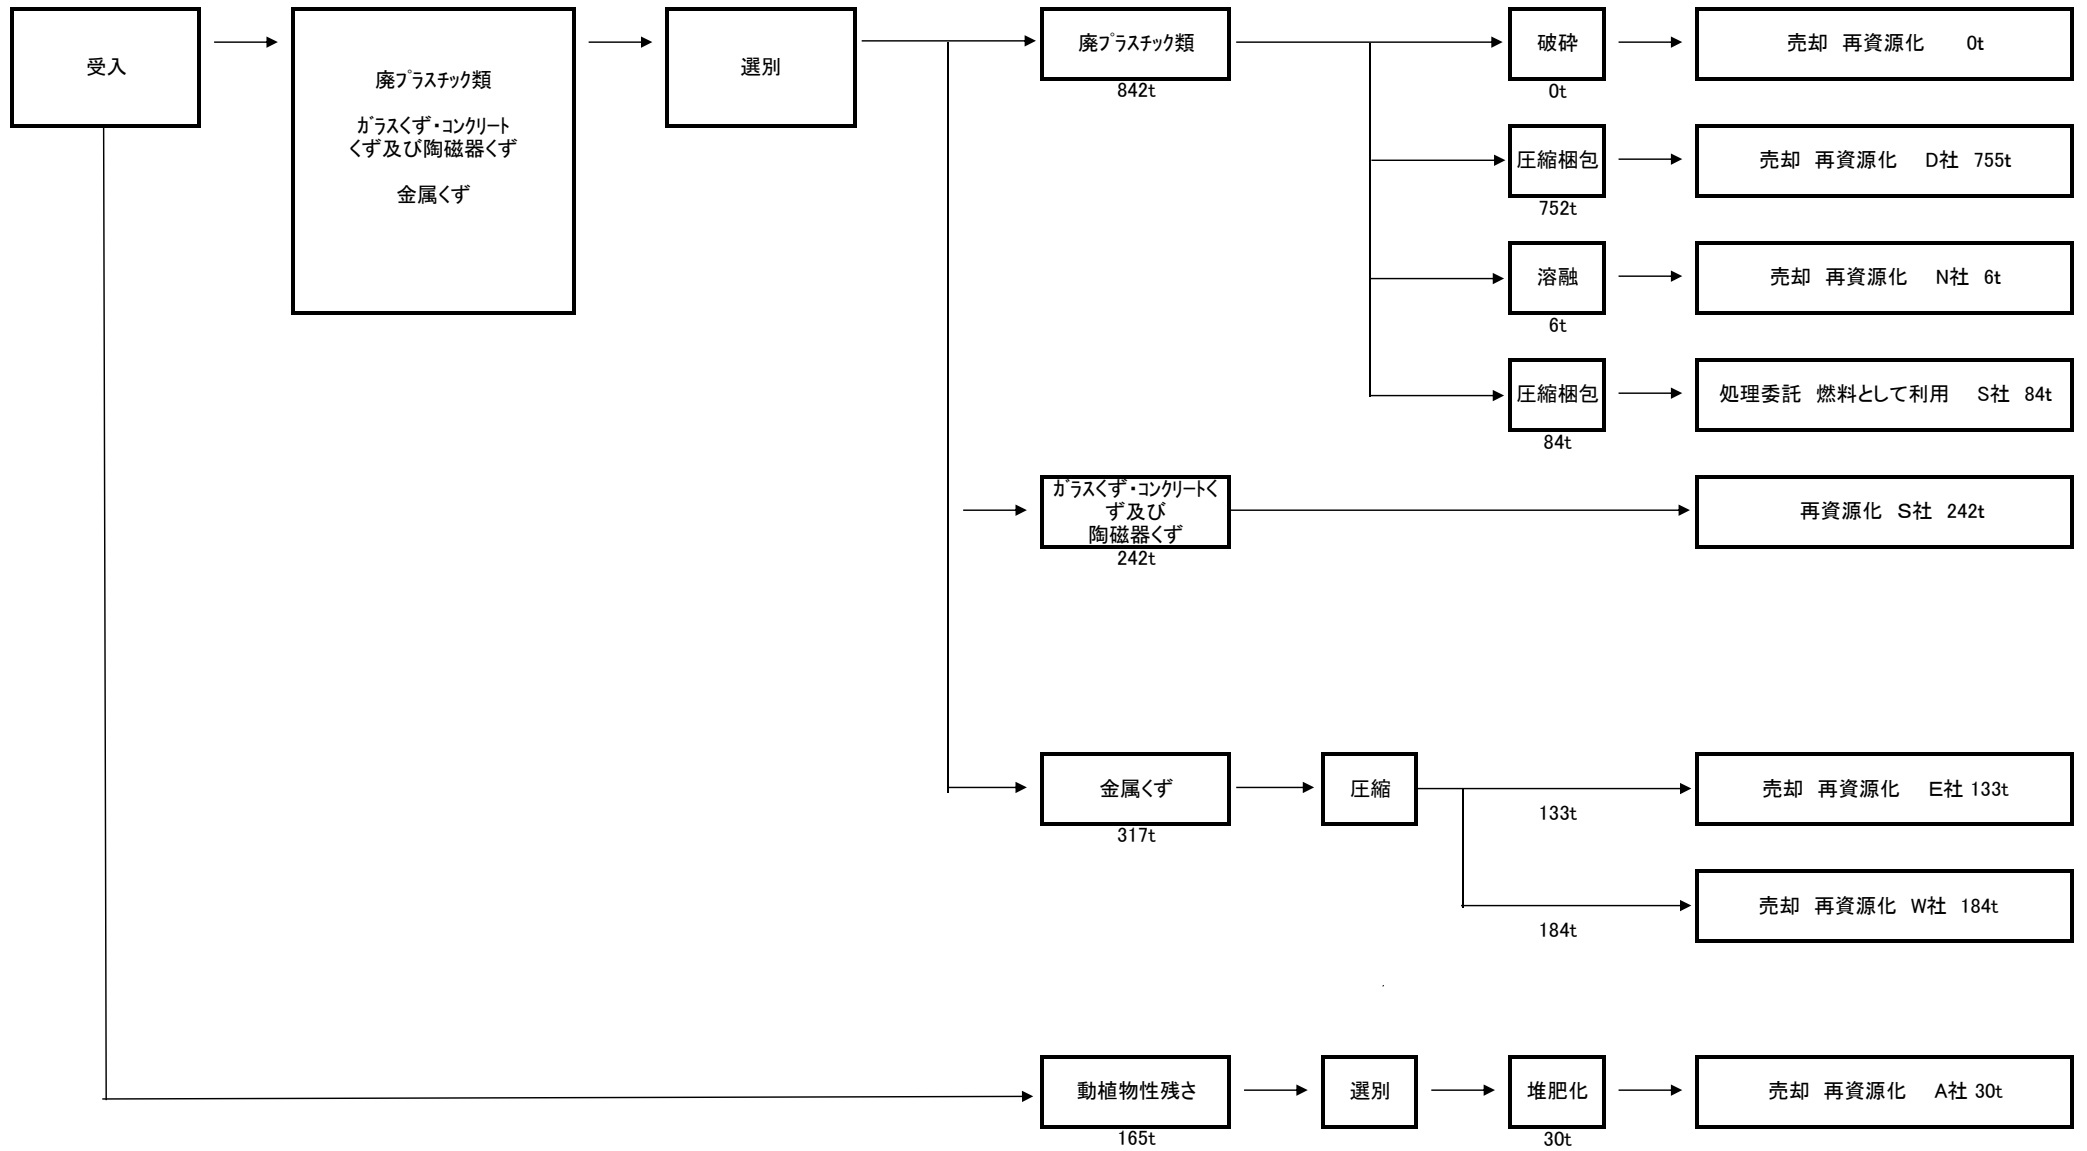 受入
廃プラスチック類
ガラスくず・コンクリート
くず及び陶磁器くず
金属くず
選別
廃プラスチック類
842t
破砕
0t
売却 再資源化 0t
圧縮梱包
752t
売却 再資源化 D社 755t
溶融
6t
売却 再資源化 N社 6t
圧縮梱包
84t
処理委託 燃料として利用 S社 84t
ガラスくず・コンクリートく
ず及び
陶磁器くず
242t
再資源化 S社 242t
金属くず
317t
圧縮
133t
売却 再資源化 E社 133t
184t
売却 再資源化 W社 184t
動植物性残さ
165t
選別
堆肥化
30t
売却 再資源化 A社 30t